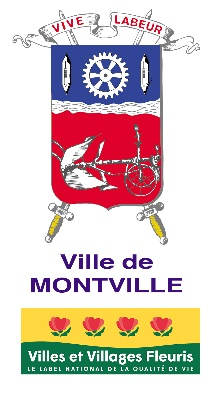 VIVE LABEUR
Ville de
MONTVILLE
Villes et Villages Fleuris
LE LABEL NATIONAL DE LA QUALITÉ DE VIE